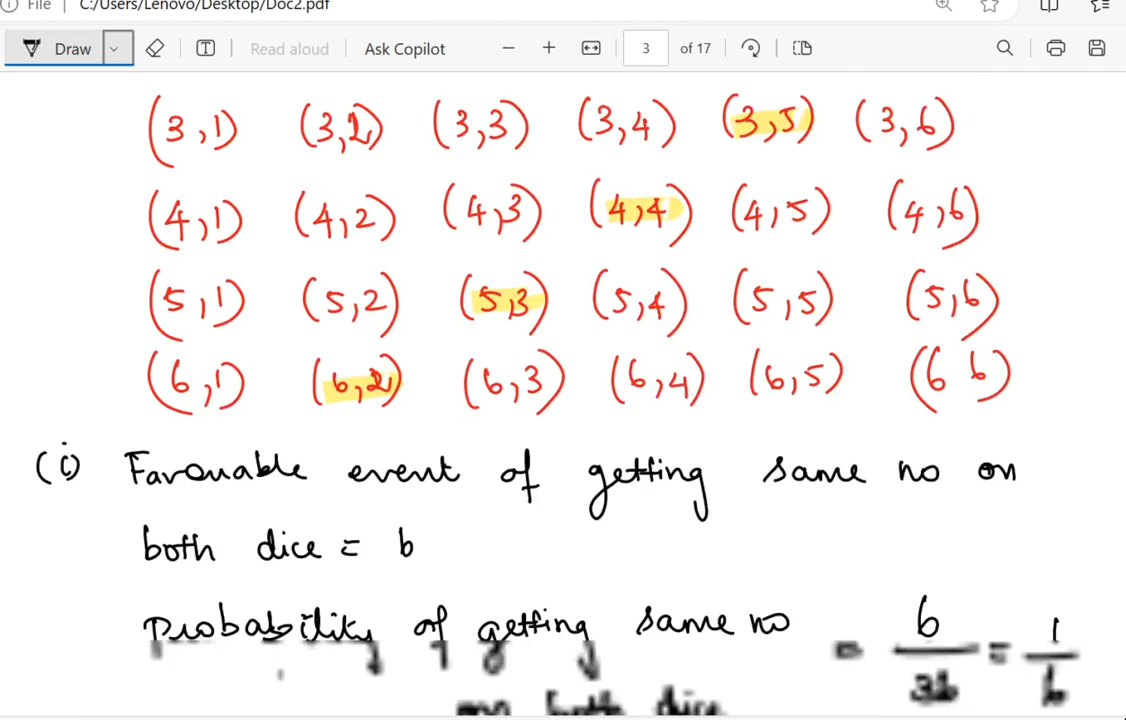 File C:/Users/Lenovo/Desktop/Doc2.pdf
Draw Read aloud Ask Copilot 3 of 17
(3,1) (3,2) (3,3) (3,4) (3,5) (3,6)
(4,1) (4,2) (4,3) (4,4) (4,5) (4,6)
(5,1) (5,2) (5,3) (5,4) (5,5) (5,6)
(6,1) (6,2) (6,3) (6,4) (6,5) (6 6)
(i) Favouable event of getting same no on
both dice = 6
Probability of getting same no = 6/36 = 1/6
on both dice